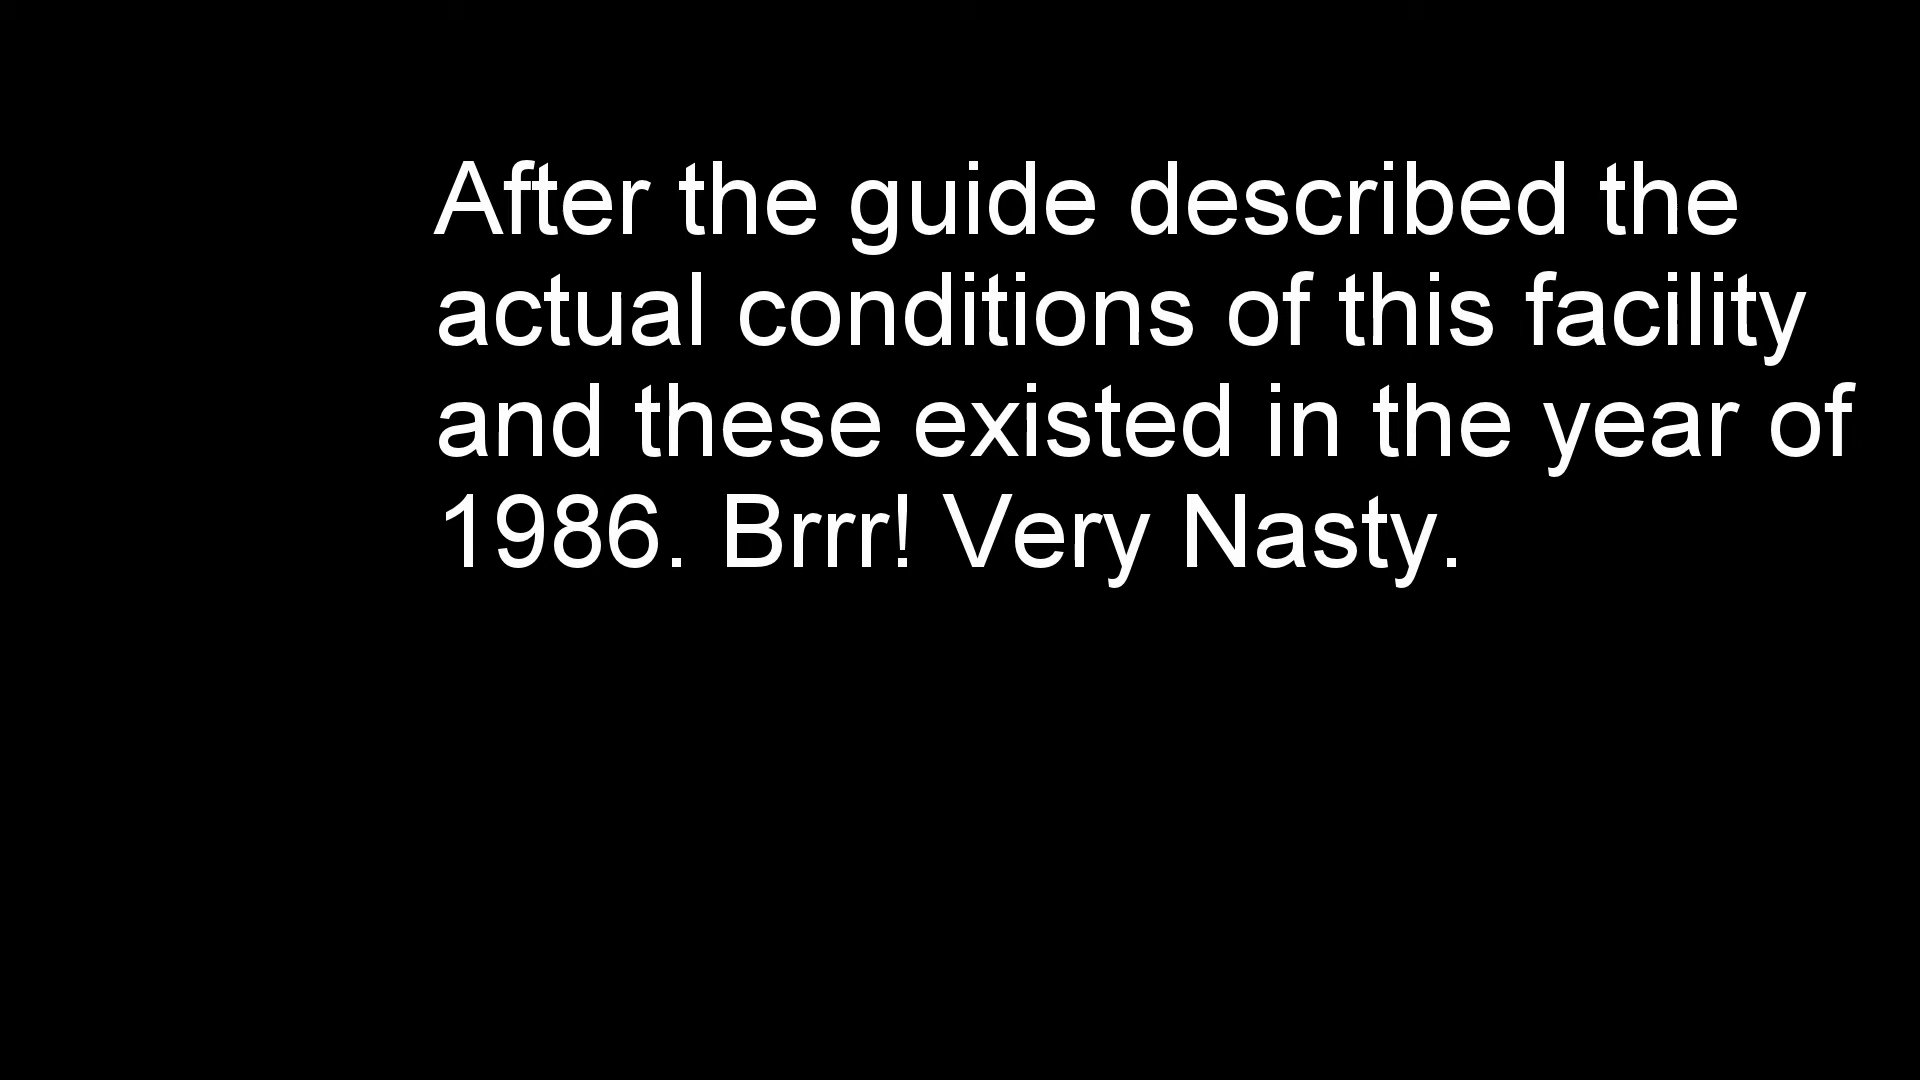 After the guide described the
actual conditions of this facility
and these existed in the year of
1986. Brrr! Very Nasty.